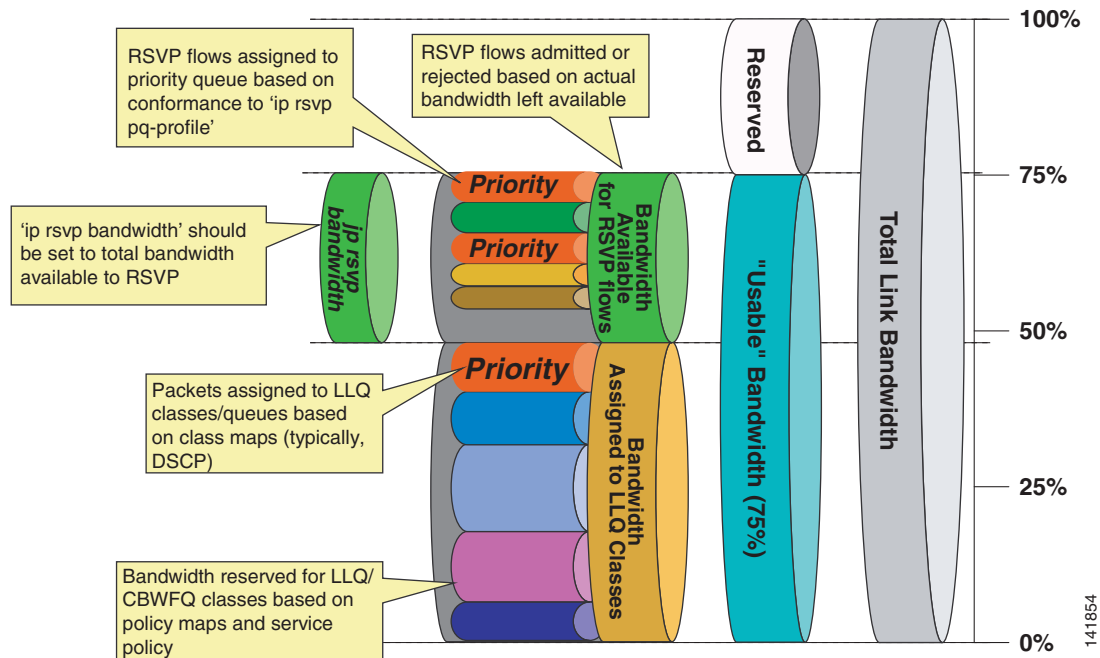 RSVP flows assigned to
priority queue based on
conformance to ‘ip rsvp
pq-profile’
RSVP flows admitted or
rejected based on actual
bandwidth left available
‘ip rsvp bandwidth’ should
be set to total bandwidth
available to RSVP
Packets assigned to LLQ
classes/queues based
on class maps (typically,
DSCP)
Bandwidth reserved for LLQ/
CBWFQ classes based on
policy maps and service
policy
ip rsvp
bandwidth
Priority
Priority
Priority
Bandwidth
Available
for RSVP flows
Bandwidth
Assigned to LLQ Classes
Reserved
"Usable" Bandwidth (75%)
Total Link Bandwidth
100%
75%
50%
25%
0%
141854